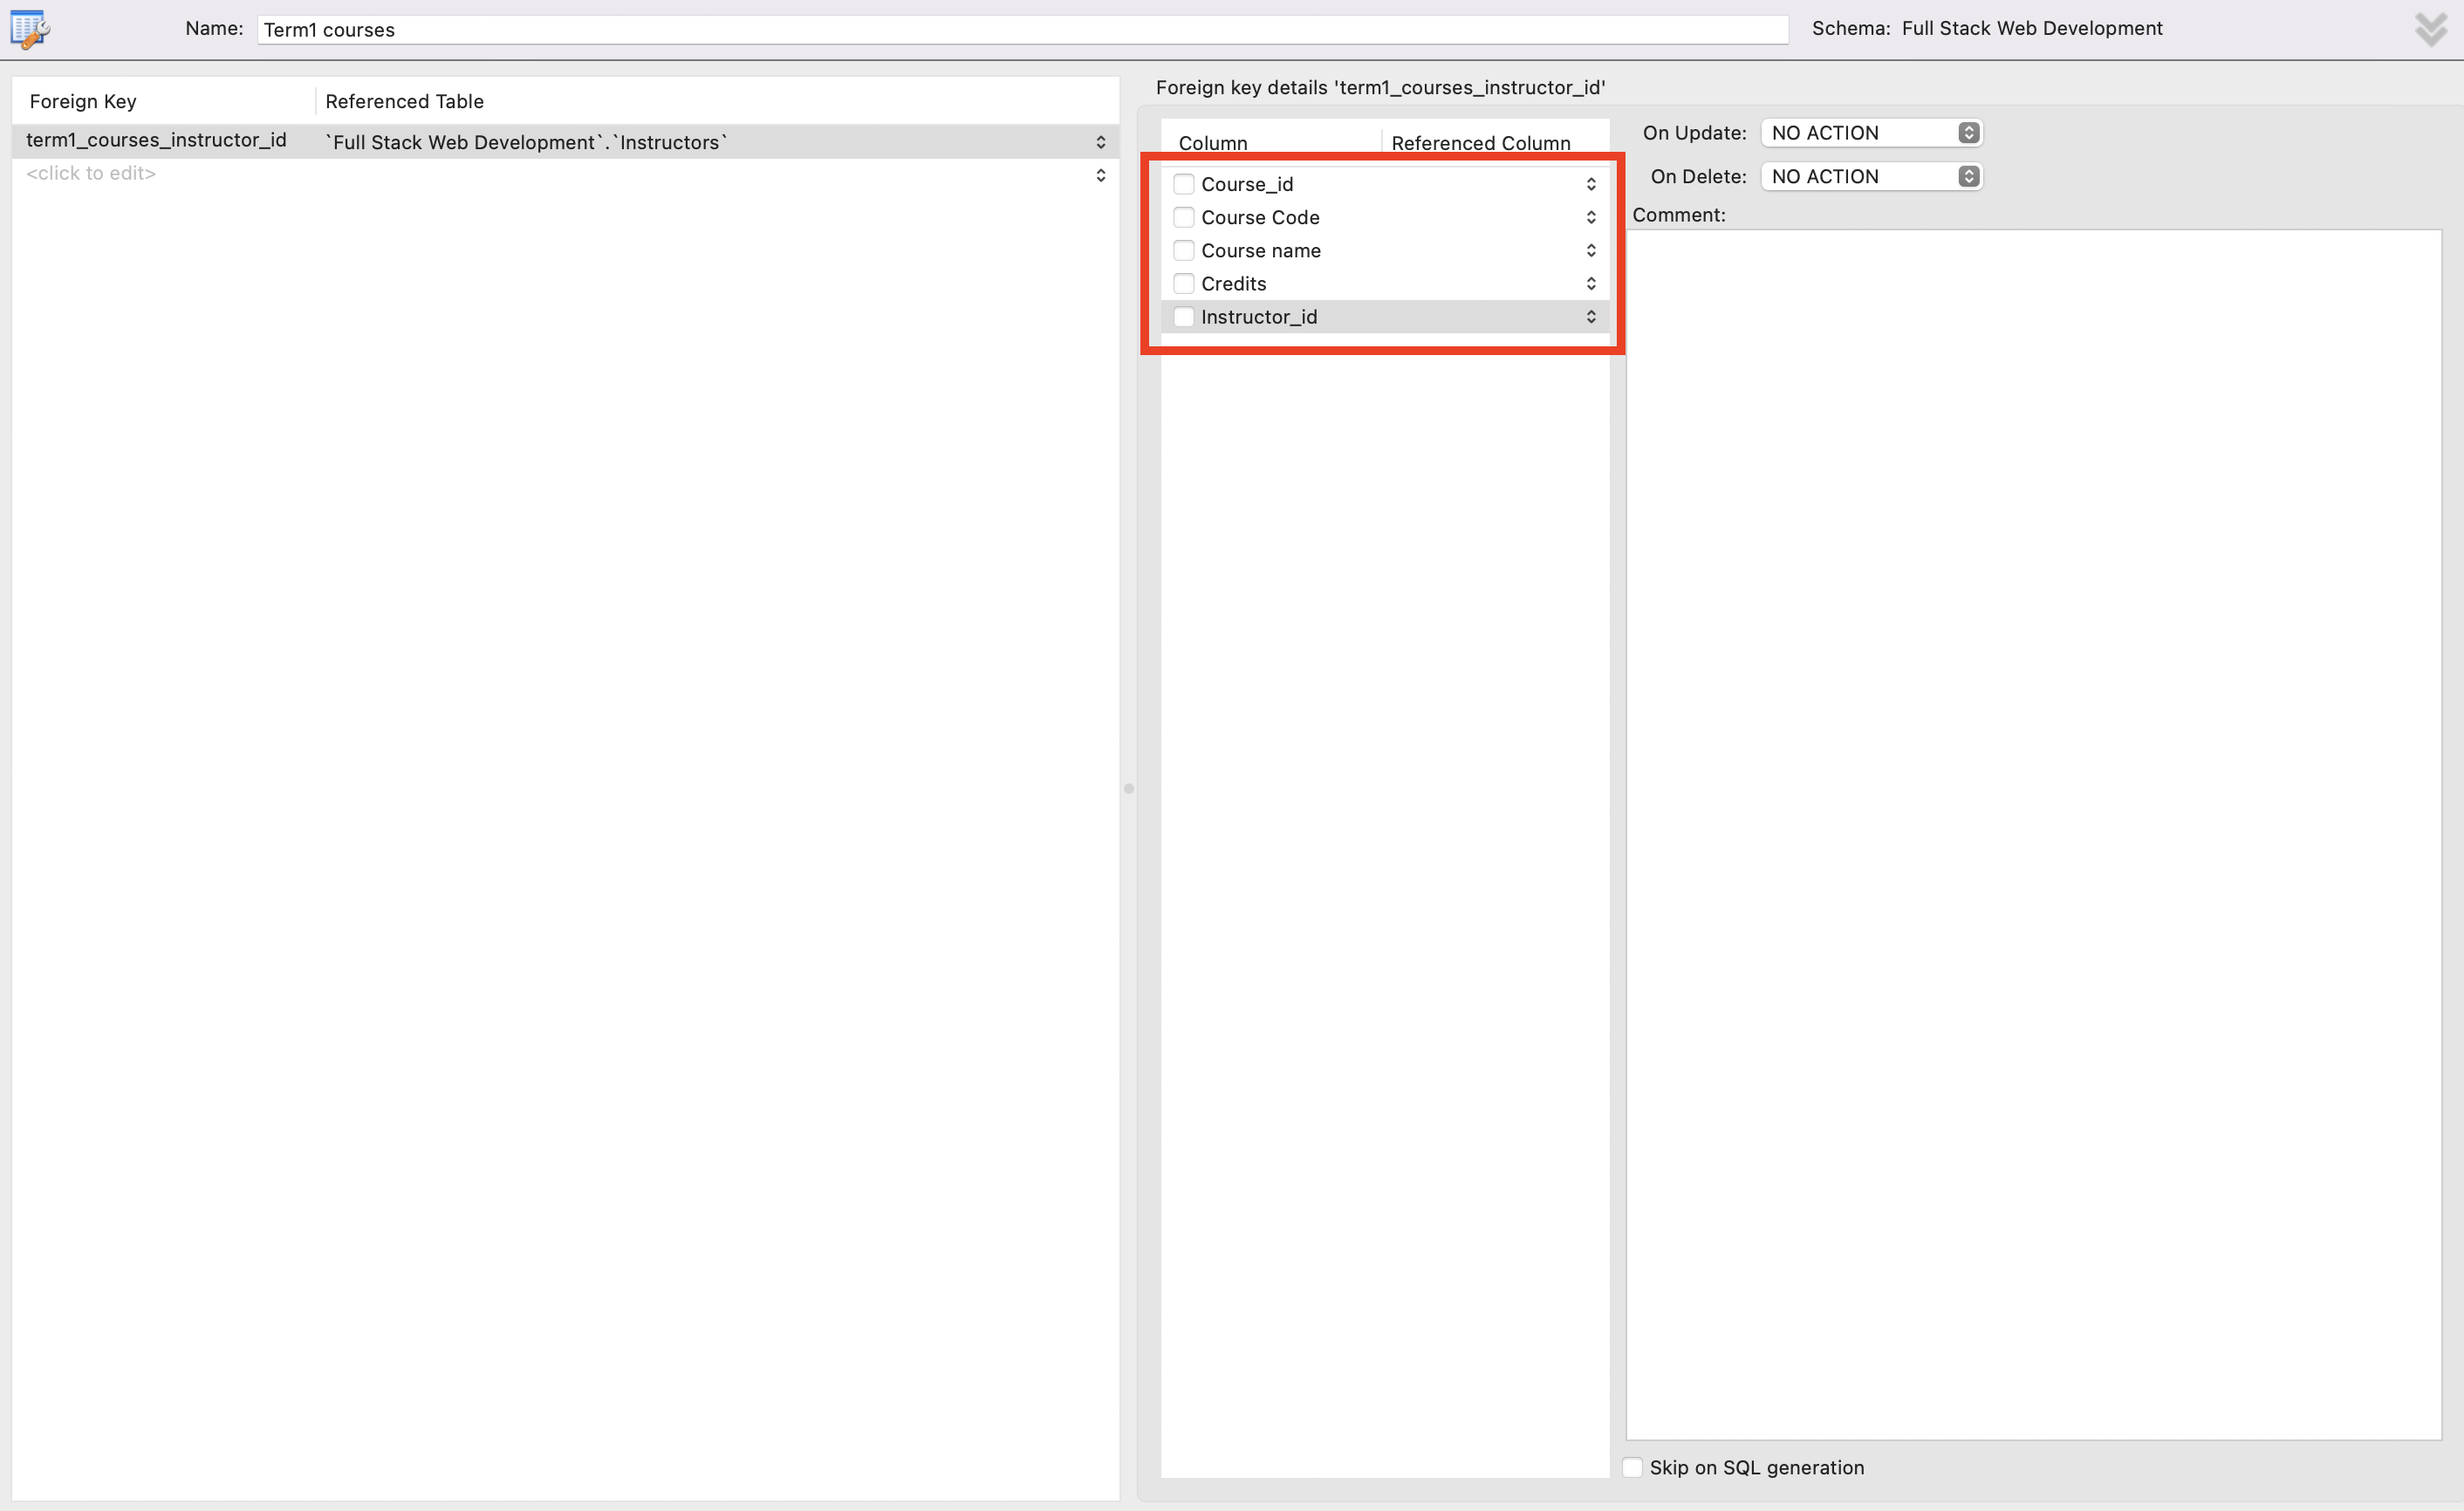 Name: Term1 courses Schema: Full Stack Web Development
Foreign Key Referenced Table
term1_courses_instructor_id `Full Stack Web Development`.`Instructors`
<click to edit>
Foreign key details 'term1_courses_instructor_id'
Column Referenced Column
Course_id
Course Code
Course name
Credits
Instructor_id
On Update: NO ACTION
On Delete: NO ACTION
Comment:
Skip on SQL generation